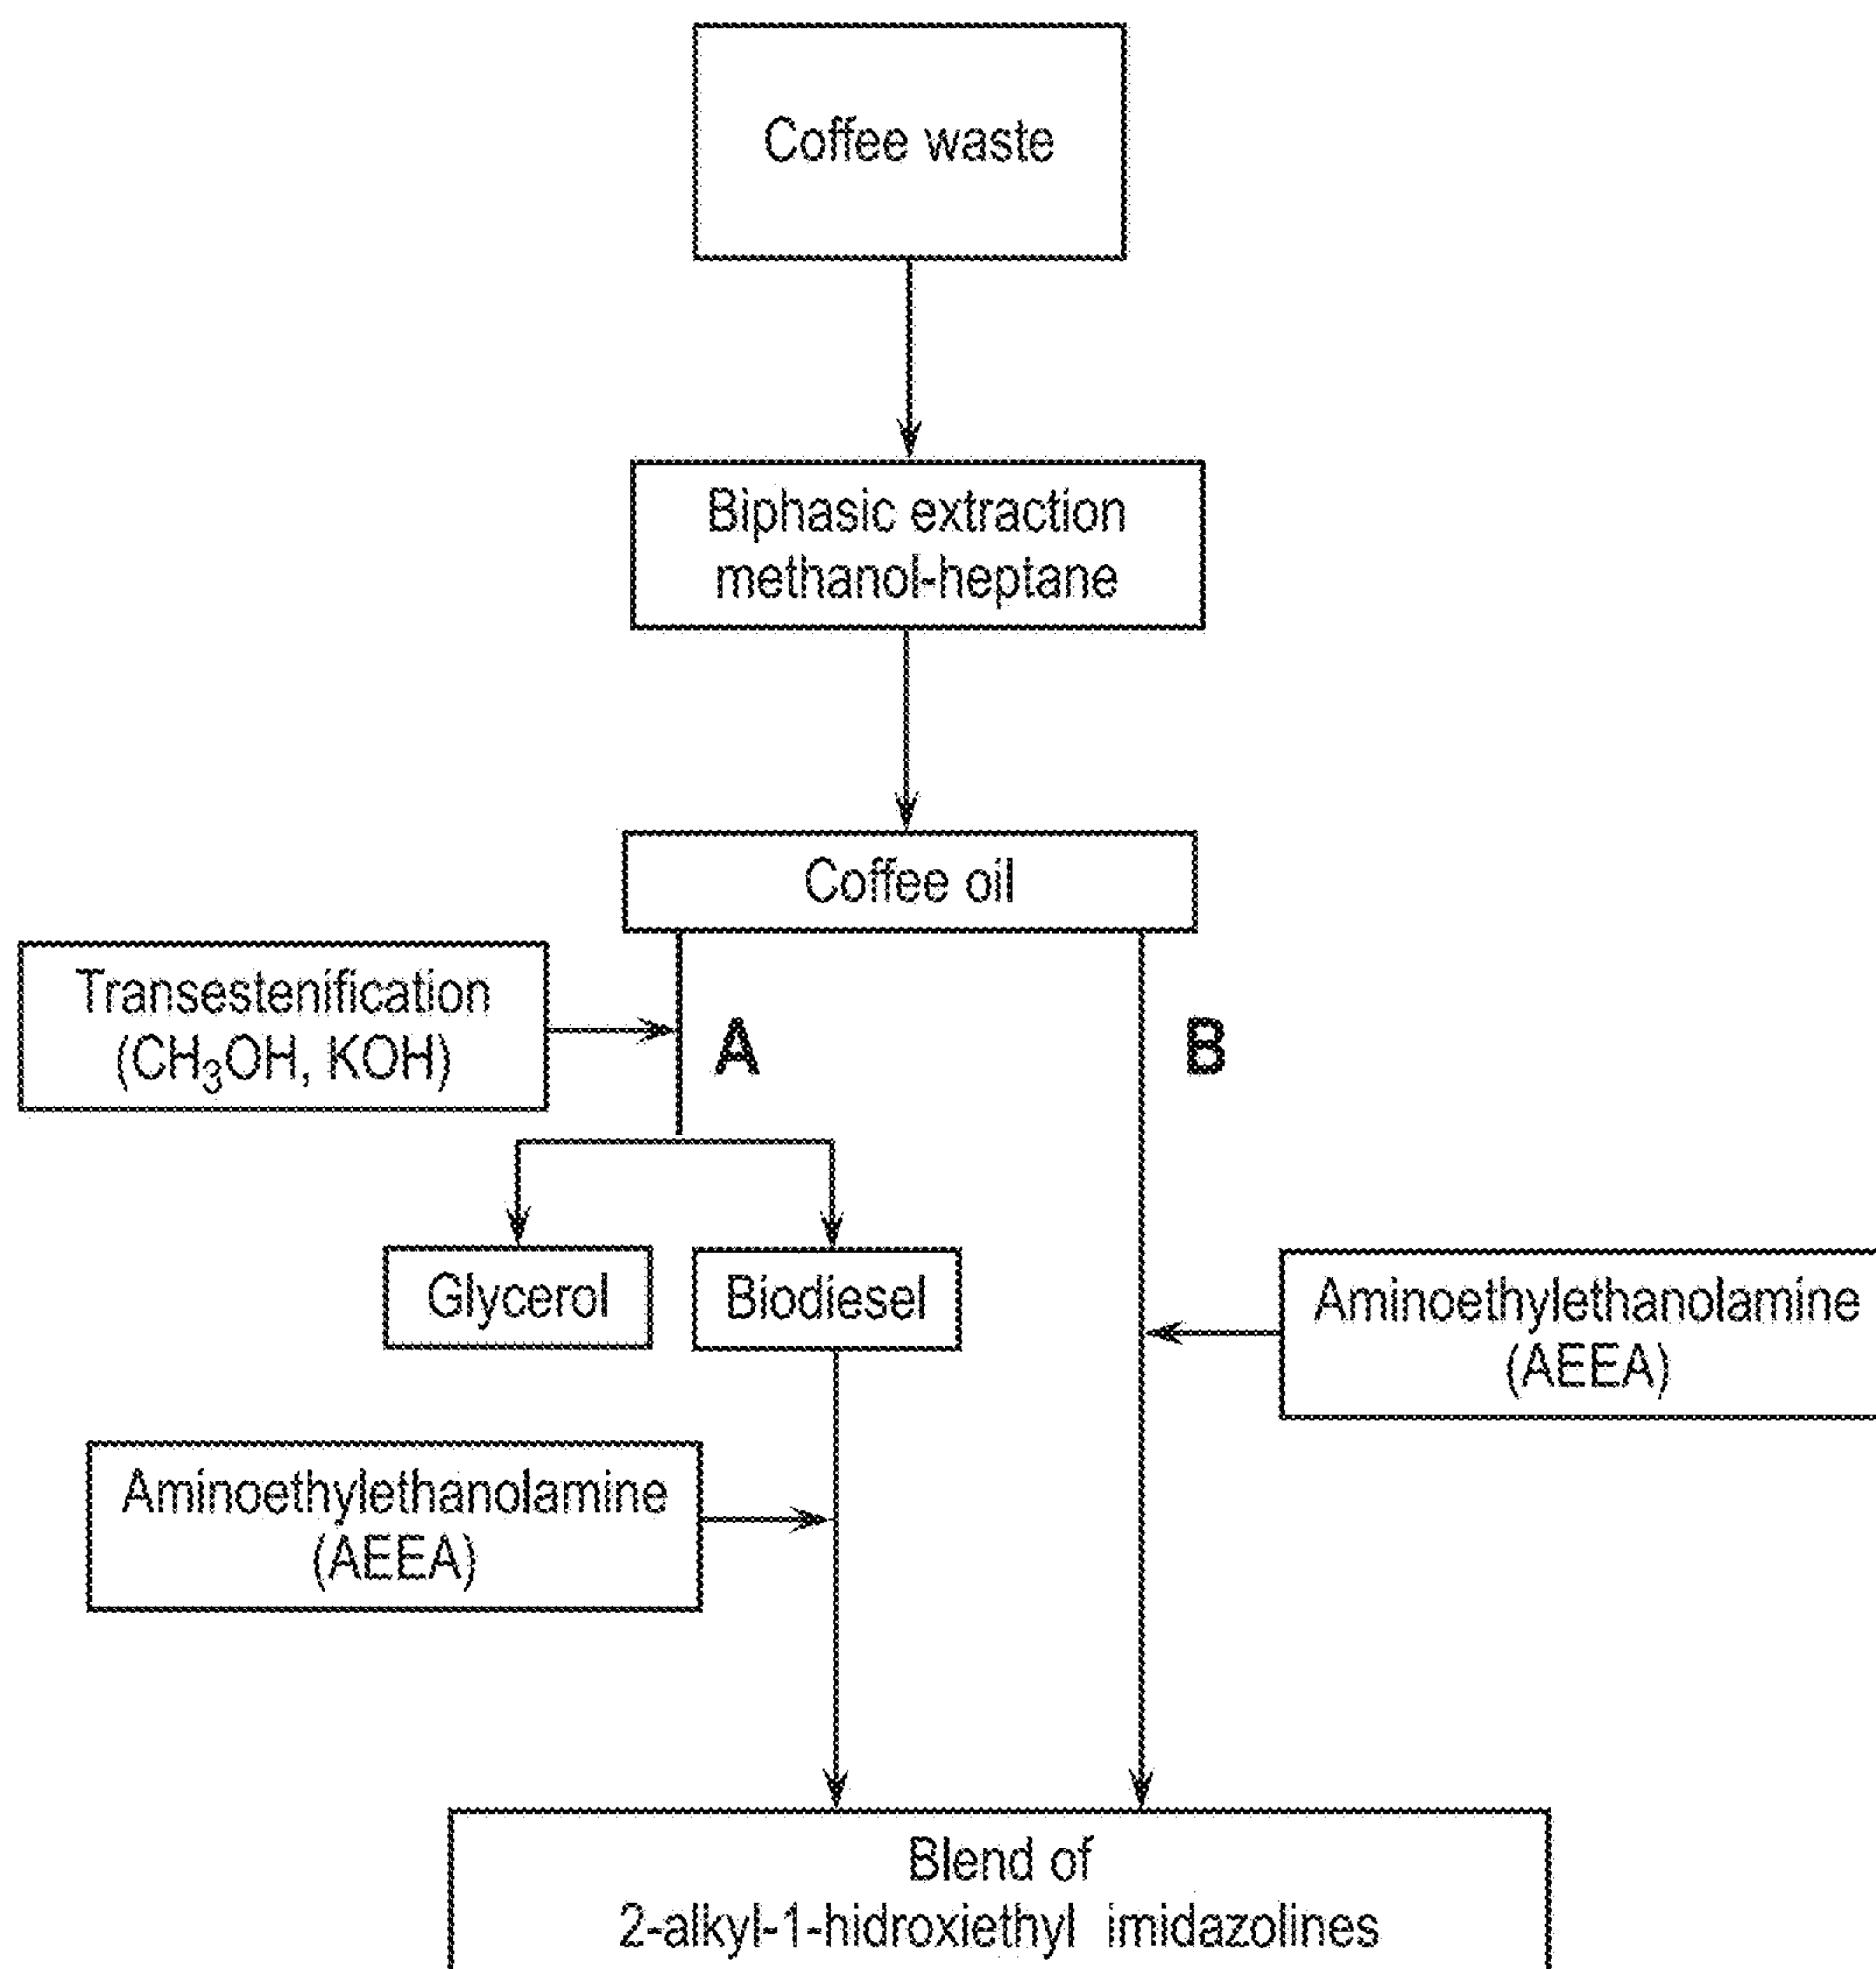 Coffee waste
Biphasic extraction
methanol-heptane
Coffee oil
Transestenification
(CH₃OH, KOH)
A
B
Glycerol
Biodiesel
Aminoethylethanolamine
(AEEA)
Aminoethylethanolamine
(AEEA)
Blend of
2-alkyl-1-hidroxiethyl imidazolines